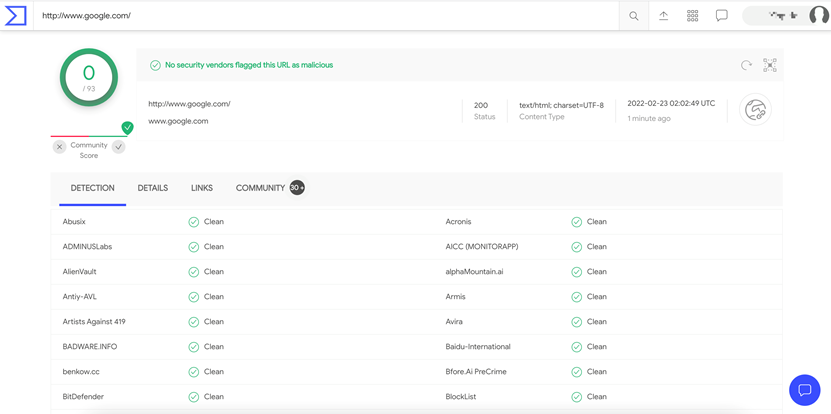 http://www.google.com/
0
/ 93
No security vendors flagged this URL as malicious
http://www.google.com/
www.google.com
200
Status
text/html; charset=UTF-8
Content Type
2022-02-23 02:02:49 UTC
1 minute ago
Community
Score
DETECTION DETAILS LINKS COMMUNITY 30 +
Abusix Clean Acronis Clean
ADMINUSLabs Clean AICC (MONITORAPP) Clean
AlienVault Clean alphaMountain.ai Clean
Antiy-AVL Clean Armis Clean
Artists Against 419 Clean Avira Clean
BADWARE.INFO Clean Baidu-International Clean
benkow.cc Clean Bfore.Ai PreCrime Clean
BitDefender Clean BlockList Clean